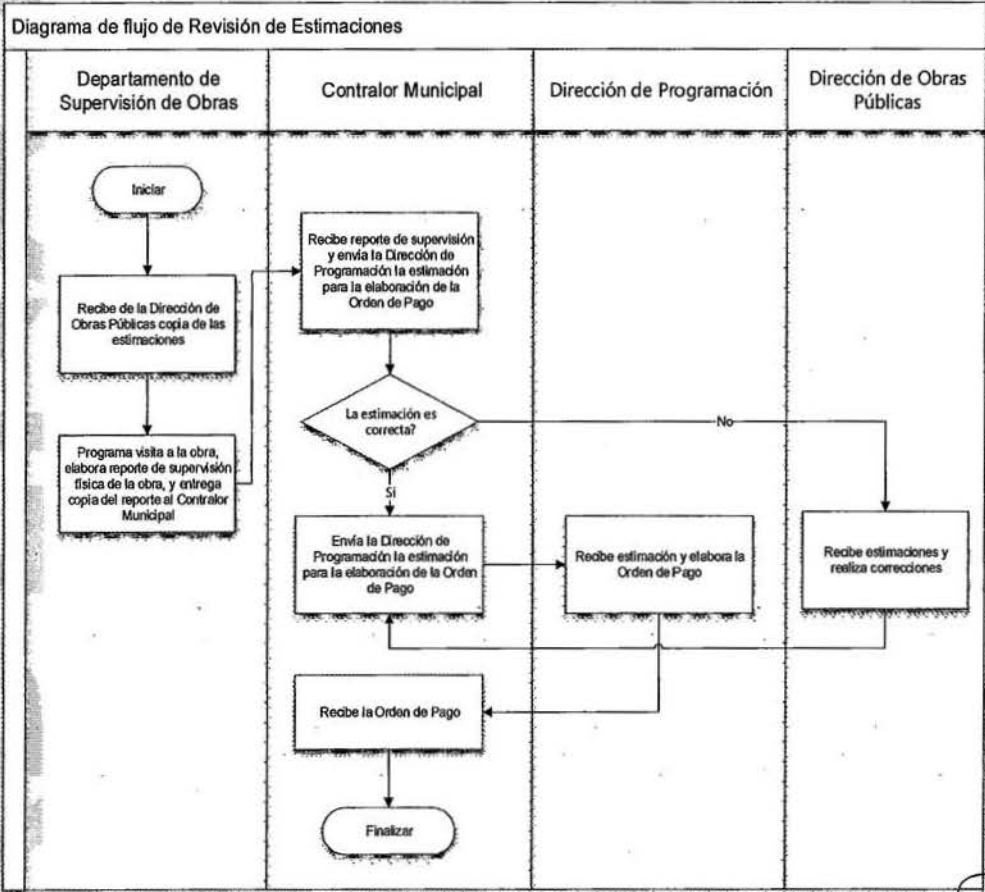 Diagrama de flujo de Revisión de Estimaciones
Departamento de
Supervisión de Obras
Contralor Municipal
Dirección de Programación
Dirección de Obras
Públicas
Iniciar
Recibe de la Dirección de
Obras Públicas copia de las
estimaciones
Programa visita a la obra,
elabora reporte de supervisión
física de la obra, y entrega
copia del reporte al Contralor
Municipal
Recibe reporte de supervisión
y envía la Dirección de
Programación la estimación
para la elaboración de la
Orden de Pago
La estimación es
correcta?
No
Si
Envía la Dirección de
Programación la estimación
para la elaboración de la Orden
de Pago
Recibe estimación y elabora la
Orden de Pago
Recibe estimaciones y
realiza correcciones
Recibe la Orden de Pago
Finalizar